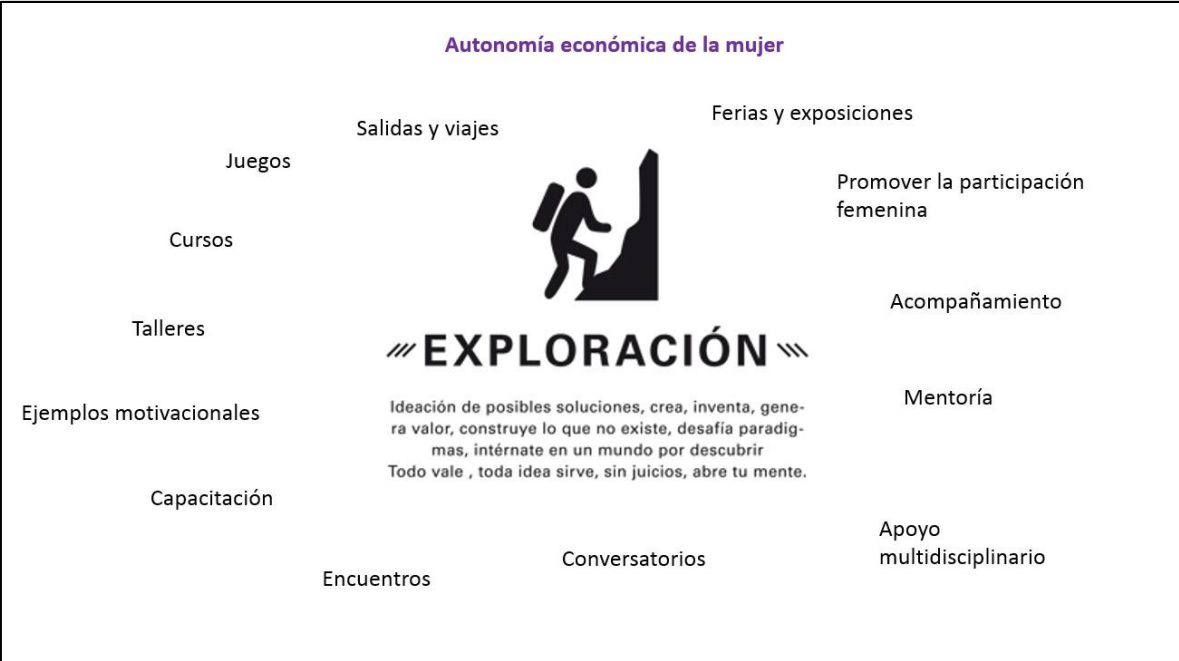 Autonomía económica de la mujer
Salidas y viajes
Ferias y exposiciones
Juegos
Promover la participación
femenina
Cursos
Acompañamiento
Talleres
EXPLORACIÓN
Mentoría
Ejemplos motivacionales
Ideación de posibles soluciones, crea, inventa, gene-
ra valor, construye lo que no existe, desafía paradig-
mas, intérnate en un mundo por descubrir
Todo vale , toda idea sirve, sin juicios, abre tu mente.
Capacitación
Apoyo
multidisciplinario
Conversatorios
Encuentros